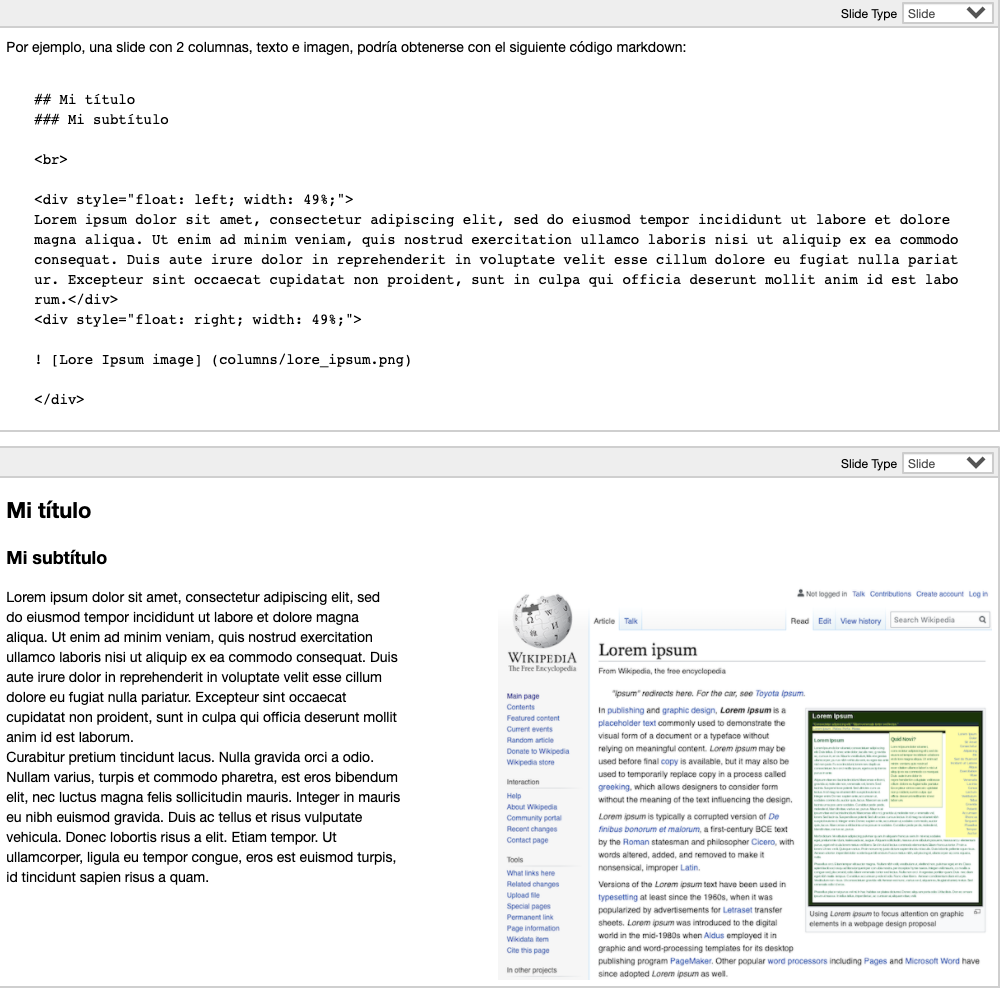 Slide Type Slide
Por ejemplo, una slide con 2 columnas, texto e imagen, podría obtenerse con el siguiente código markdown:
## Mi título
### Mi subtítulo
<br>
<div style="float: left; width: 49%;">
Lorem ipsum dolor sit amet, consectetur adipiscing elit, sed do eiusmod tempor incididunt ut labore et dolore
magna aliqua. Ut enim ad minim veniam, quis nostrud exercitation ullamco laboris nisi ut aliquip ex ea commodo
consequat. Duis aute irure dolor in reprehenderit in voluptate velit esse cillum dolore eu fugiat nulla pariat
ur. Excepteur sint occaecat cupidatat non proident, sunt in culpa qui officia deserunt mollit anim id est labo
rum.</div>
<div style="float: right; width: 49%;">
! [Lore Ipsum image] (columns/lore_ipsum.png)
</div>
Slide Type Slide
Mi título
Mi subtítulo
Lorem ipsum dolor sit amet, consectetur adipiscing elit, sed
do eiusmod tempor incididunt ut labore et dolore magna
aliqua. Ut enim ad minim veniam, quis nostrud exercitation
ullamco laboris nisi ut aliquip ex ea commodo consequat. Duis
aute irure dolor in reprehenderit in voluptate velit esse cillum
dolore eu fugiat nulla pariatur. Excepteur sint occaecat
cupidatat non proident, sunt in culpa qui officia deserunt mollit
anim id est laborum.
Curabitur pretium tincidunt lacus. Nulla gravida orci a odio.
Nullam varius, turpis et commodo pharetra, est eros bibendum
elit, nec luctus magna felis sollicitudin mauris. Integer in mauris
eu nibh euismod gravida. Duis ac tellus et risus vulputate
vehicula. Donec lobortis risus a elit. Etiam tempor. Ut
ullamcorper, ligula eu tempor congue, eros est euismod turpis,
id tincidunt sapien risus a quam.
WIKIPEDIA
The Free Encyclopedia
Main page
Contents
Featured content
Current events
Random article
Donate to Wikipedia
Wikipedia store
Interaction
Help
About Wikipedia
Community portal
Recent changes
Contact page
Tools
What links here
Related changes
Upload file
Special pages
Permanent link
Page information
Wikidata item
Cite this page
In other projects
Not logged in Talk Contributions Create account Log in
Article Talk Read Edit View history Search Wikipedia
Lorem ipsum
From Wikipedia, the free encyclopedia
"Ipsum" redirects here. For the car, see Toyota Ipsum.
In publishing and graphic design, Lorem ipsum is a
placeholder text commonly used to demonstrate the
visual form of a document or a typeface without
relying on meaningful content. Lorem ipsum may be
used before final copy is available, but it may also be
used to temporarily replace copy in a process called
greeking, which allows designers to consider form
without the meaning of the text influencing the design.
Lorem ipsum is typically a corrupted version of De
finibus bonorum et malorum, a first-century BCE text
by the Roman statesman and philosopher Cicero, with
words altered, added, and removed to make it
nonsensical, improper Latin.
Versions of the Lorem ipsum text have been used in
typesetting at least since the 1960s, when it was
popularized by advertisements for Letraset transfer
sheets. Lorem ipsum was introduced to the digital
world in the mid-1980s when Aldus employed it in
graphic and word-processing templates for its desktop
publishing program PageMaker. Other popular word processors including Pages and Microsoft Word have
since adopted Lorem ipsum as well.
Lorem Ipsum
Quid Novi?
Using Lorem ipsum to focus attention on graphic
elements in a webpage design proposal